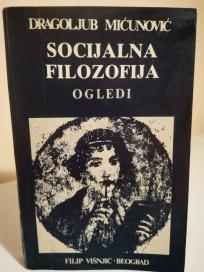 DRAGOLJUB MIĆUNOVIĆ
SOCIJALNA
FILOZOFIJA
OGLEDI
FILIP VIŠNJIĆ · BEOGRAD